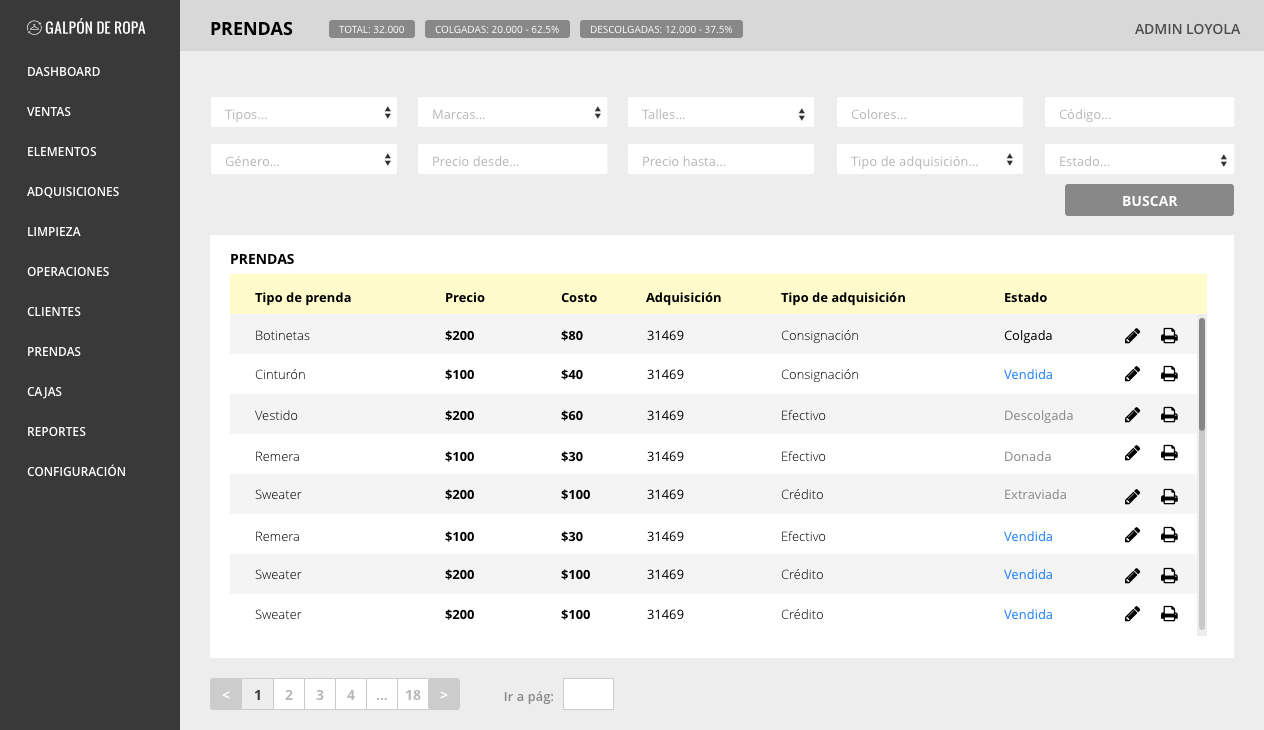 GALPÓN DE ROPA
DASHBOARD
VENTAS
ELEMENTOS
ADQUISICIONES
LIMPIEZA
OPERACIONES
CLIENTES
PRENDAS
CAJAS
REPORTES
CONFIGURACIÓN
PRENDAS TOTAL: 32.000 COLGADAS: 20.000 - 62.5% DESCOLGADAS: 12.000 - 37.5% ADMIN LOYOLA
Tipos... Marcas... Talles... Colores... Código...
Género... Precio desde... Precio hasta... Tipo de adquisición... Estado...
BUSCAR
PRENDAS
Tipo de prenda Precio Costo Adquisición Tipo de adquisición Estado
Botinetas $200 $80 31469 Consignación Colgada
Cinturón $100 $40 31469 Consignación Vendida
Vestido $200 $60 31469 Efectivo Descolgada
Remera $100 $30 31469 Efectivo Donada
Sweater $200 $100 31469 Crédito Extraviada
Remera $100 $30 31469 Efectivo Vendida
Sweater $200 $100 31469 Crédito Vendida
Sweater $200 $100 31469 Crédito Vendida
< 1 2 3 4 ... 18 > Ir a pág: